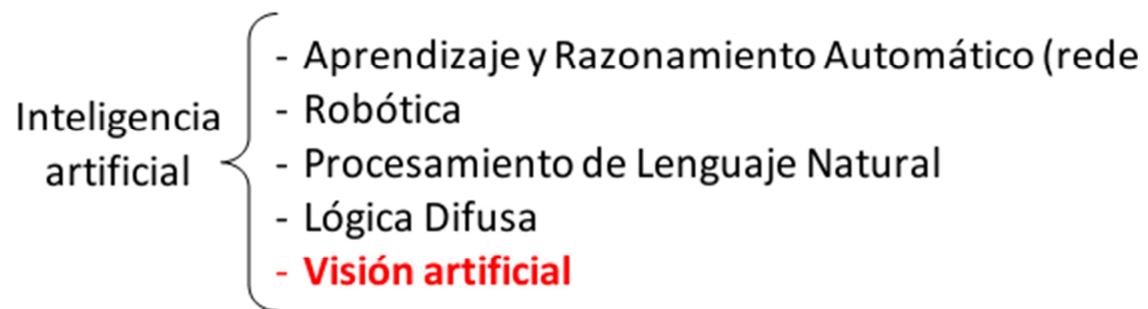 Inteligencia
artificial
- Aprendizaje y Razonamiento Automático (rede
- Robótica
- Procesamiento de Lenguaje Natural
- Lógica Difusa
- Visión artificial